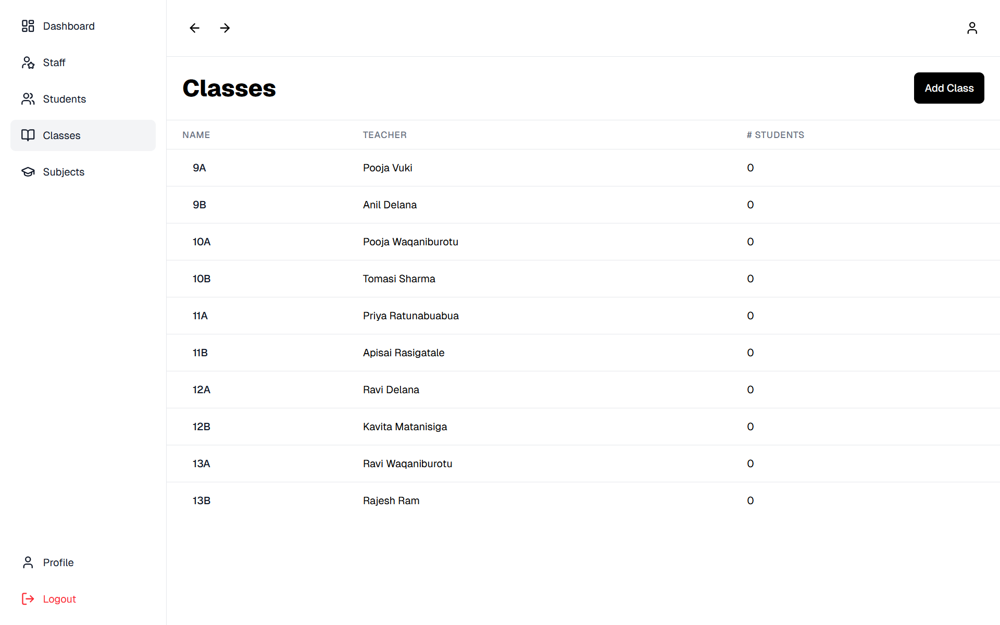 Dashboard
Staff
Students
Classes
Subjects
Profile
Logout
Classes
Add Class
NAME TEACHER # STUDENTS
9A Pooja Vuki 0
9B Anil Delana 0
10A Pooja Waqaniburotu 0
10B Tomasi Sharma 0
11A Priya Ratunabuabua 0
11B Apisai Rasigatale 0
12A Ravi Delana 0
12B Kavita Matanisiga 0
13A Ravi Waqaniburotu 0
13B Rajesh Ram 0